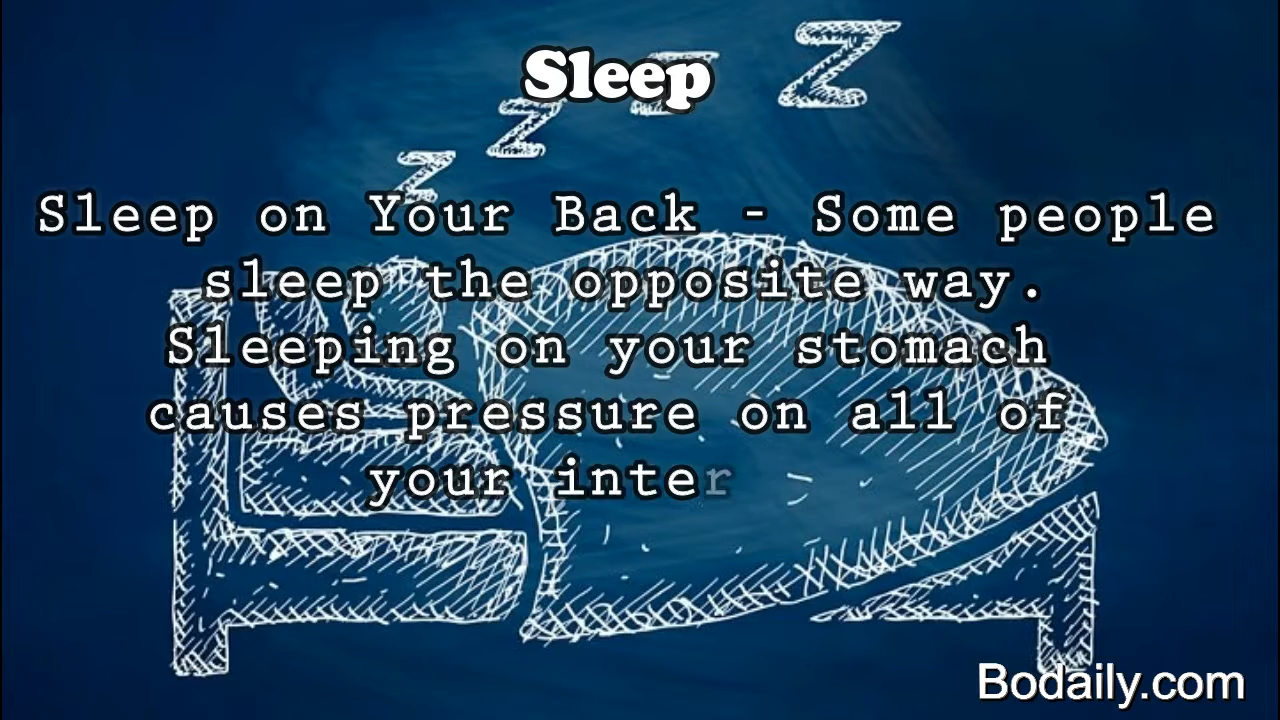 Sleep
Z
Z
Z
Z
Sleep on Your Back - Some people
sleep the opposite way.
Sleeping on your stomach
causes pressure on all of
your inter
Bodaily.com